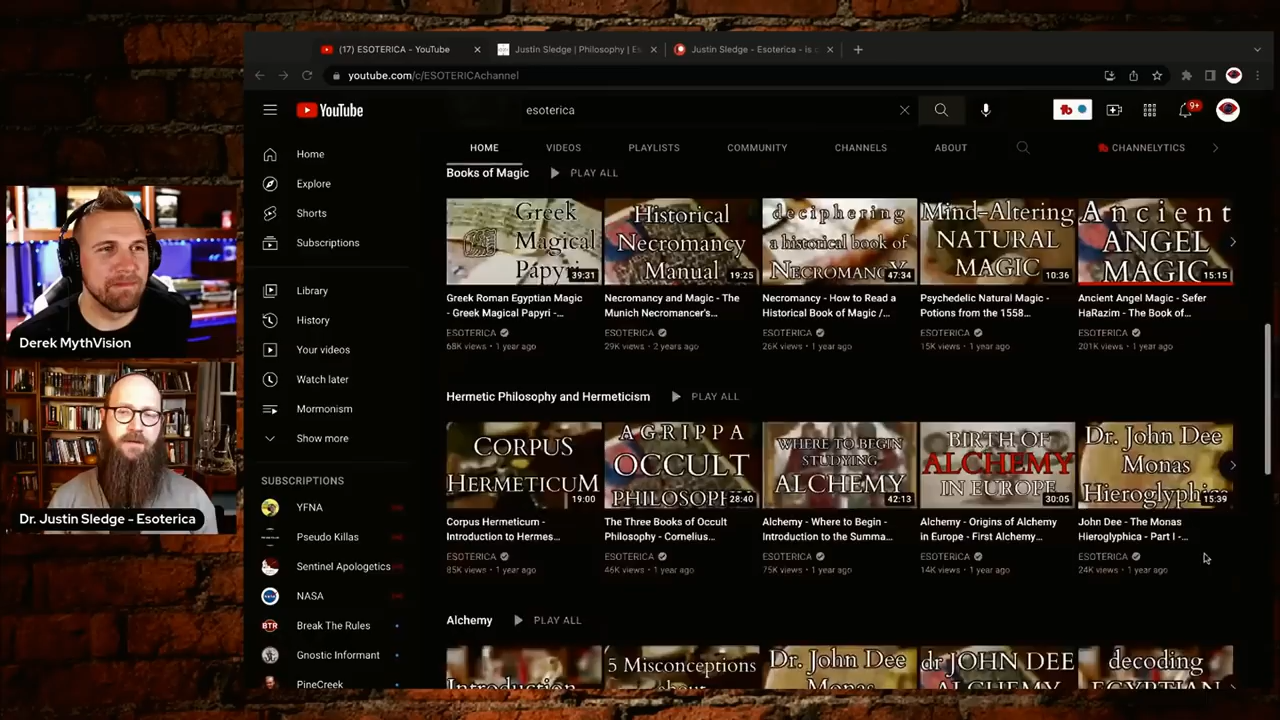 (17) ESOTERICA - YouTube
Justin Sledge | Philosophy | Es
Justin Sledge - Esoterica - is c
youtube.com/c/ESOTERICAchannel
YouTube
esoterica
9+
HOME
VIDEOS
PLAYLISTS
COMMUNITY
CHANNELS
ABOUT
CHANNELYTICS
Home
Explore
Shorts
Subscriptions
Library
History
Your videos
Watch later
Mormonism
Show more
SUBSCRIPTIONS
YFNA
Pseudo Killas
Sentinel Apologetics
NASA
BTR
Break The Rules
Gnostic Informant
PineCreek
Derek MythVision
Dr. Justin Sledge - Esoterica
Books of Magic
PLAY ALL
Greek
Magical
Papyri
39:31
Historical
Necromancy
Manual
19:25
deciphering
a historical book of
NECROMANCY
47:34
Mind-Altering
NATURAL
MAGIC
10:36
Ancient
ANGEL
MAGIC
15:15
Greek Roman Egyptian Magic
- Greek Magical Papyri -...
ESOTERICA
68K views • 1 year ago
Necromancy and Magic - The
Munich Necromancer's...
ESOTERICA
29K views • 2 years ago
Necromancy - How to Read a
Historical Book of Magic /...
ESOTERICA
26K views • 1 year ago
Psychedelic Natural Magic -
Potions from the 1558...
ESOTERICA
15K views • 1 year ago
Ancient Angel Magic - Sefer
HaRazim - The Book of...
ESOTERICA
201K views • 1 year ago
Hermetic Philosophy and Hermeticism
PLAY ALL
CORPUS
HERMETICUM
19:00
AGRIPPA
OCCULT
PHILOSOPH
28:40
WHERE TO BEGIN
STUDYING
ALCHEMY
42:13
BIRTH OF
ALCHEMY
IN EUROPE
30:05
Dr. John Dee
Monas
Hieroglyphica
15:39
Corpus Hermeticum -
Introduction to Hermes...
ESOTERICA
85K views • 1 year ago
The Three Books of Occult
Philosophy - Cornelius...
ESOTERICA
46K views • 1 year ago
Alchemy - Where to Begin -
Introduction to the Summa...
ESOTERICA
75K views • 1 year ago
Alchemy - Origins of Alchemy
in Europe - First Alchemy...
ESOTERICA
14K views • 1 year ago
John Dee - The Monas
Hieroglyphica - Part I -...
ESOTERICA
24K views • 1 year ago
Alchemy
PLAY ALL
Introduction
5 Misconceptions
about
Dr. John Dee
Monas
dr JOHN DEE
ALCHEMY
decoding
EGYPTIAN